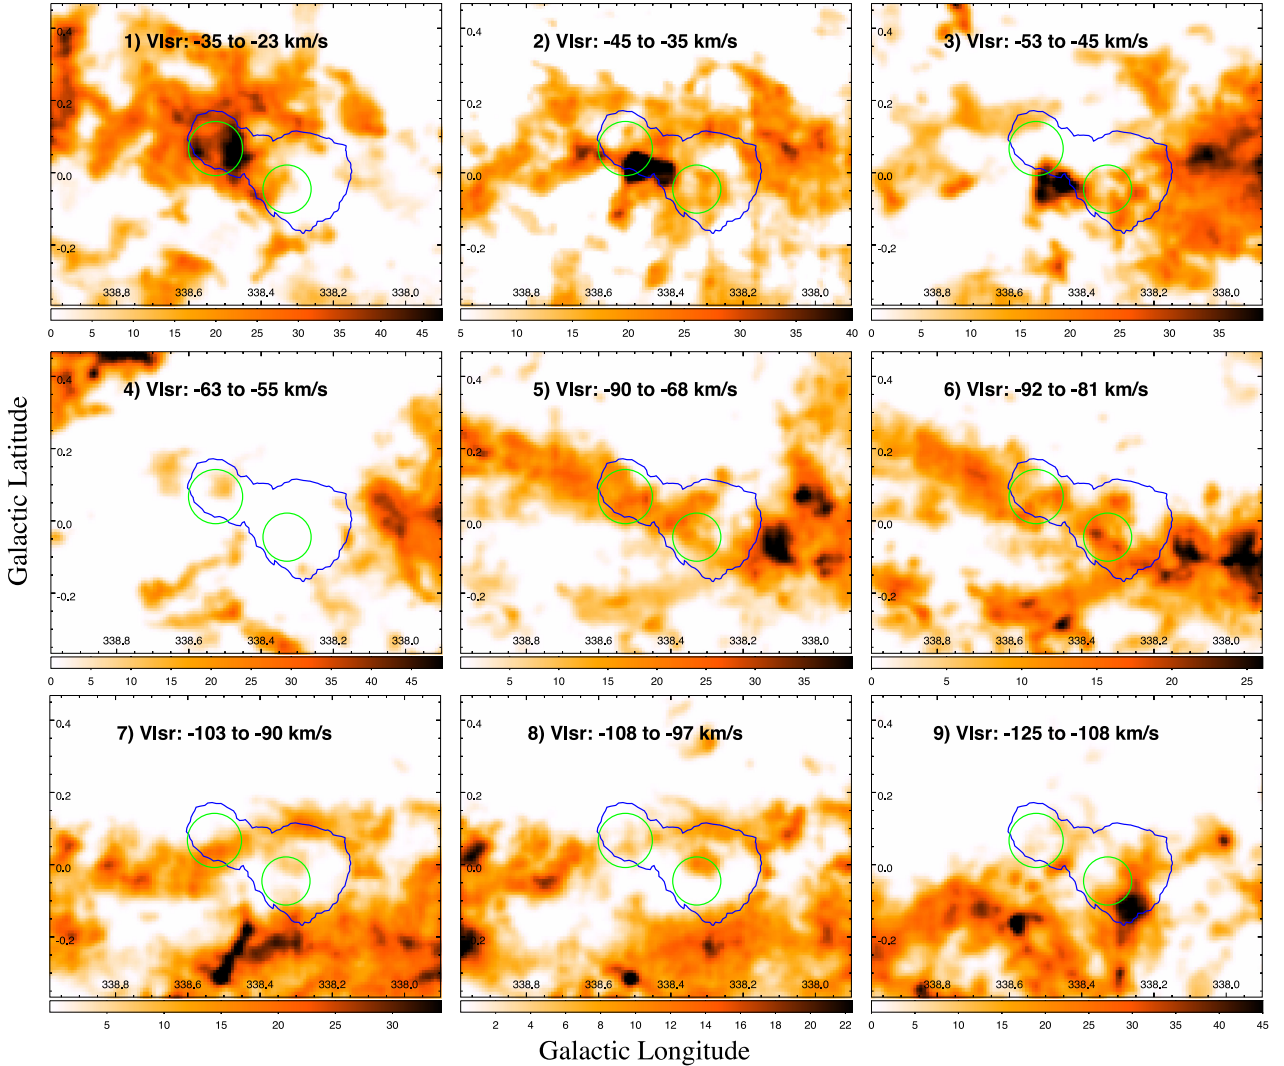 1) Vlsr: -35 to -23 km/s
0.4
0.2
0.0
-0.2
338.8 338.6 338.4 338.2 338.0
0 5 10 15 20 25 30 35 40 45
2) Vlsr: -45 to -35 km/s
0.4
0.2
0.0
-0.2
338.8 338.6 338.4 338.2 338.0
5 10 15 20 25 30 35 40
3) Vlsr: -53 to -45 km/s
0.4
0.2
0.0
-0.2
338.8 338.6 338.4 338.2 338.0
0 10 20 30
Galactic Latitude
4) Vlsr: -63 to -55 km/s
0.4
0.2
0.0
-0.2
338.8 338.6 338.4 338.2 338.0
0 5 10 15 20 25 30 35 40 45
5) Vlsr: -90 to -68 km/s
0.4
0.2
0.0
-0.2
338.8 338.6 338.4 338.2 338.0
5 10 15 20 25 30 35
6) Vlsr: -92 to -81 km/s
0.4
0.2
0.0
-0.2
338.8 338.6 338.4 338.2 338.0
0 5 10 15 20 25
7) Vlsr: -103 to -90 km/s
0.4
0.2
0.0
-0.2
338.8 338.6 338.4 338.2 338.0
5 10 15 20 25 30
8) Vlsr: -108 to -97 km/s
0.4
0.2
0.0
-0.2
338.8 338.6 338.4 338.2 338.0
2 4 6 8 10 12 14 16 18 20 22
9) Vlsr: -125 to -108 km/s
0.4
0.2
0.0
-0.2
338.8 338.6 338.4 338.2 338.0
0 5 10 15 20 25 30 35 40 45
Galactic Longitude